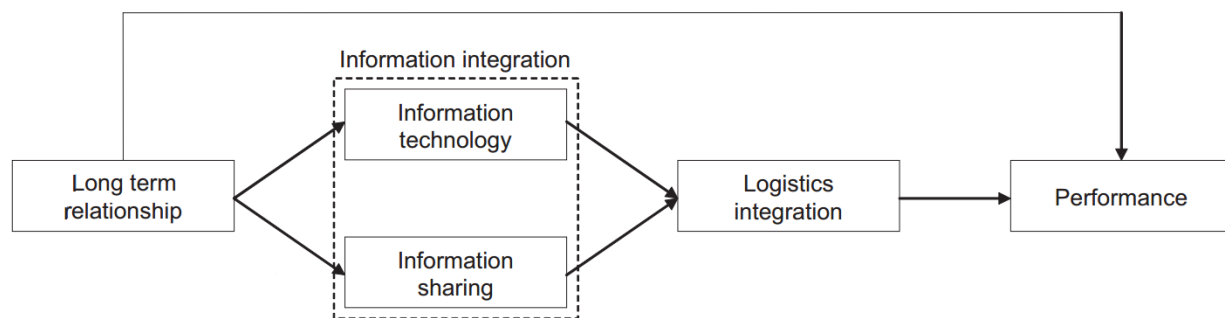 Information integration
Information
technology
Long term
relationship
Logistics
integration
Performance
Information
sharing